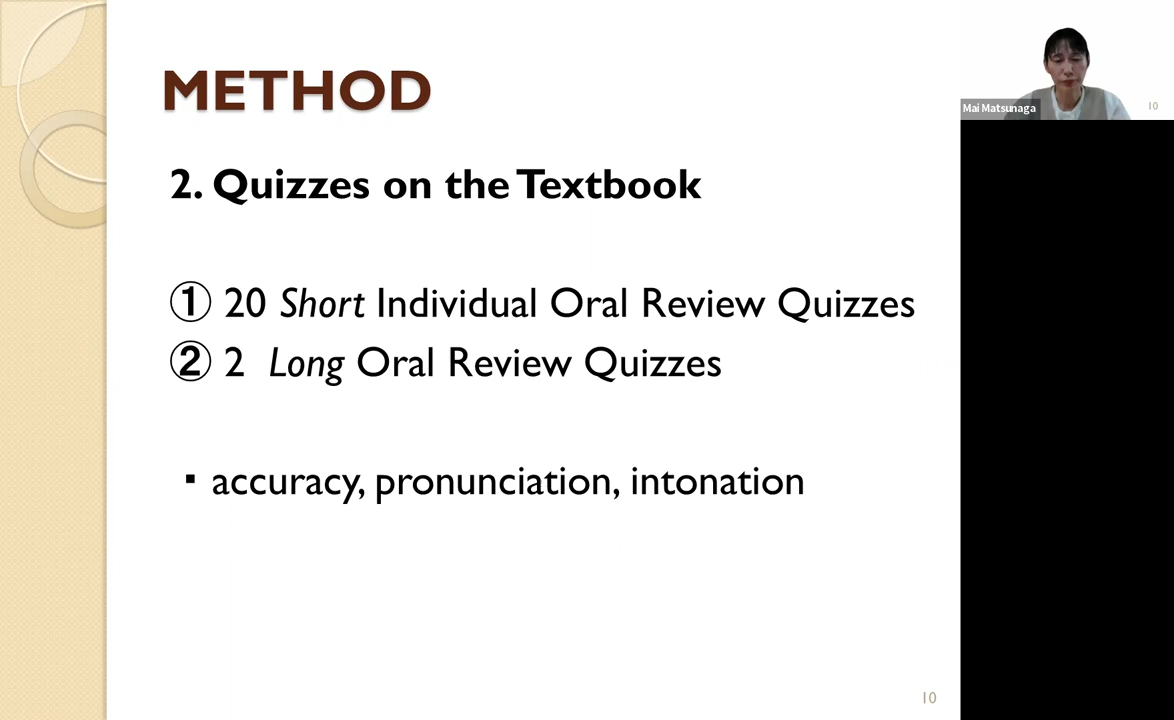 METHOD
2. Quizzes on the Textbook
① 20 Short Individual Oral Review Quizzes
② 2 Long Oral Review Quizzes
▪ accuracy, pronunciation, intonation
10
Mai Matsunaga
10